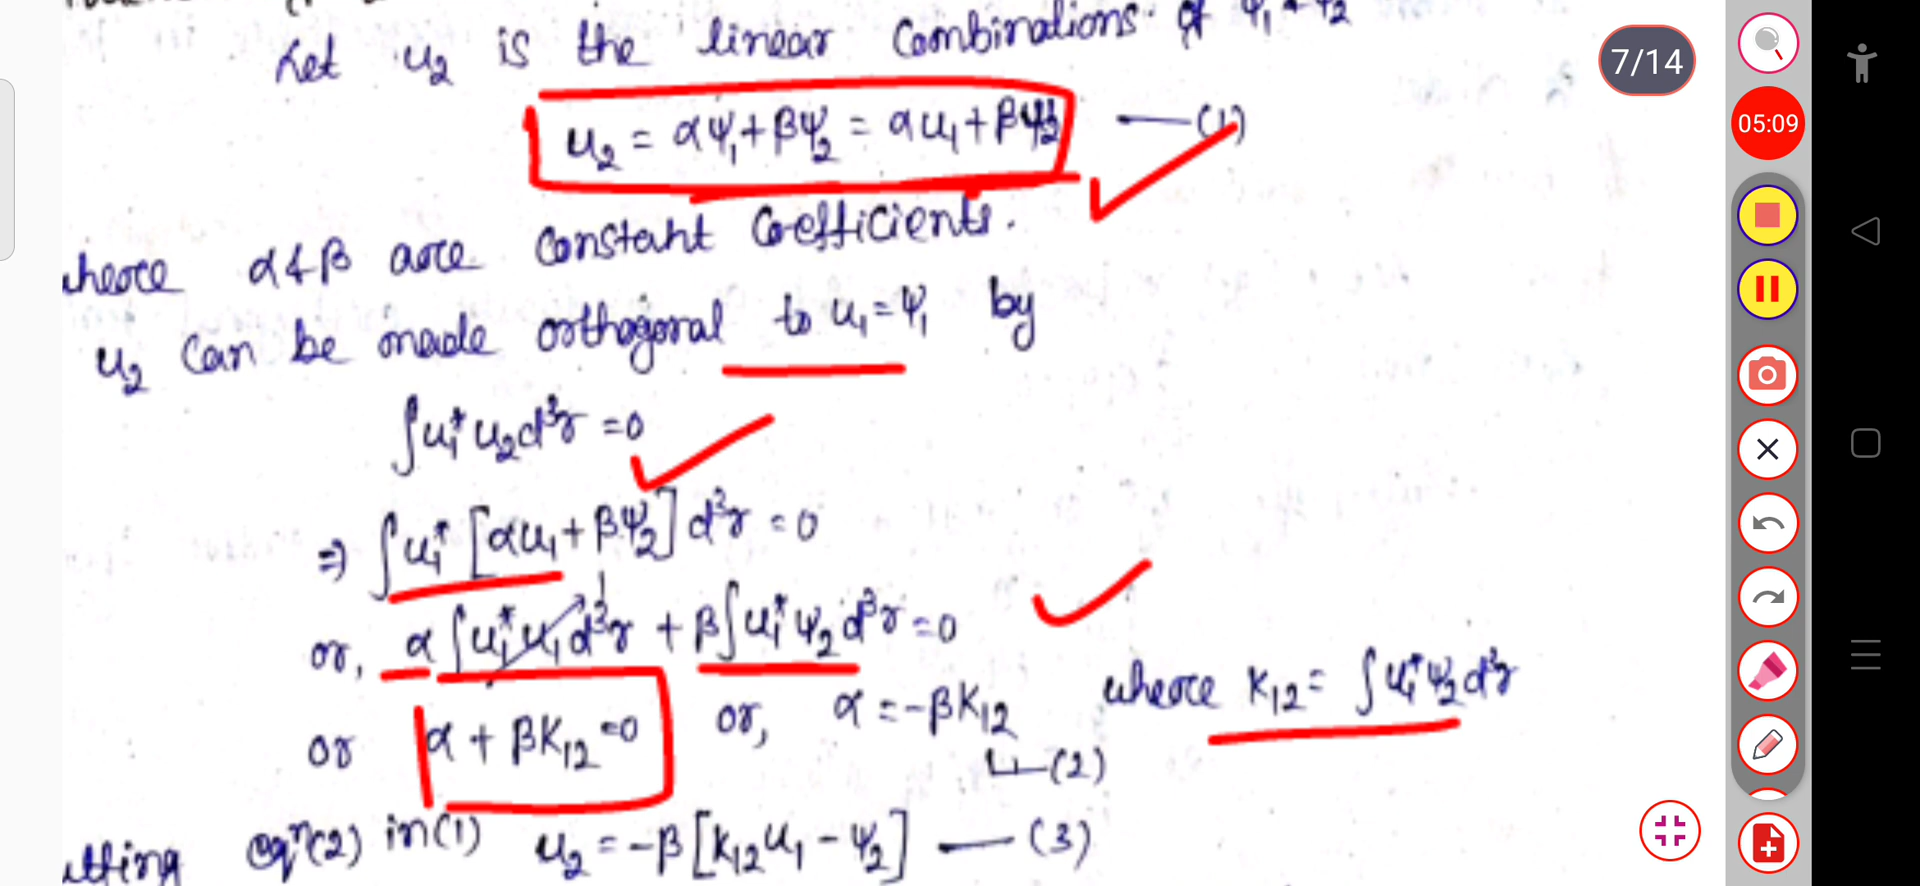 Let u₂ is the linear Combinations of ψ₁ & ψ₂
7/14
05:09
u₂ = αψ₁ + βψ₂ = αu₁ + βψ₂ —(1)
where α & β are constant Coefficients.
u₂ can be made orthogonal to u₁ = ψ₁ by
∫u₁* u₂ d³r = 0
⇒ ∫u₁* [αu₁ + βψ₂] d³r = 0
or, α∫u₁* u₁ d³r + β∫u₁* ψ₂ d³r = 0
1
or α + βK₁₂ = 0 or, α = -βK₁₂ where K₁₂ = ∫u₁* ψ₂ d³r
—(2)
eqⁿ(2) in (1) u₂ = -β[K₁₂u₁ - ψ₂] —(3)